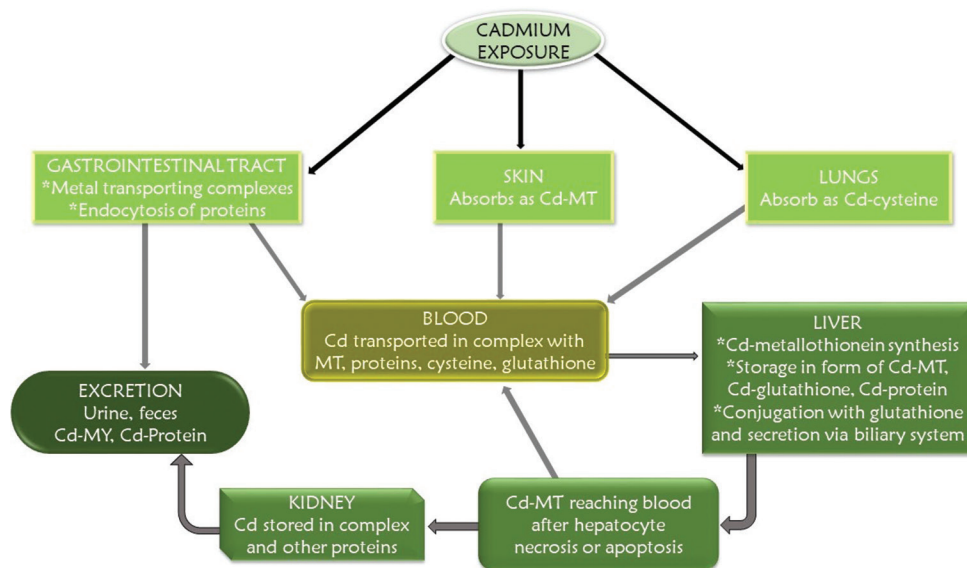 CADMIUM
EXPOSURE
GASTROINTESTINAL TRACT
*Metal transporting complexes
*Endocytosis of proteins
SKIN
Absorbs as Cd-MT
LUNGS
Absorb as Cd-cysteine
BLOOD
Cd transported in complex with
MT, proteins, cysteine, glutathione
LIVER
*Cd-metallothionein synthesis
*Storage in form of Cd-MT,
Cd-glutathione, Cd-protein
*Conjugation with glutathione
and secretion via biliary system
EXCRETION
Urine, feces
Cd-MY, Cd-Protein
KIDNEY
Cd stored in complex
and other proteins
Cd-MT reaching blood
after hepatocyte
necrosis or apoptosis